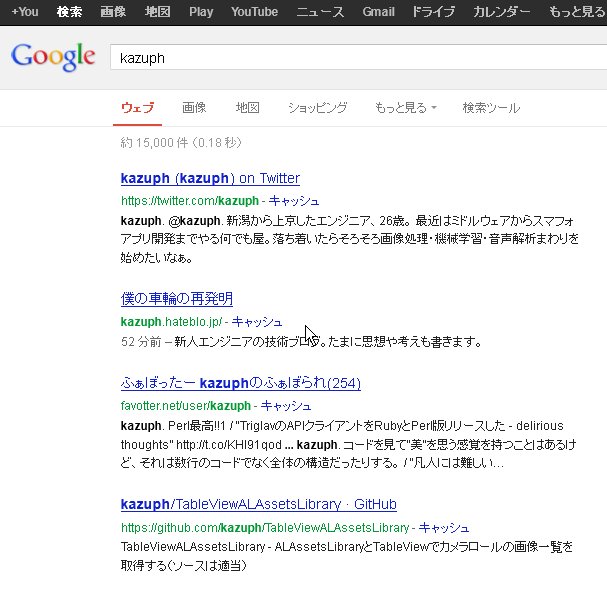 +You 検索 画像 地図 Play YouTube ニュース Gmail ドライブ カレンダー もっと見る
Google kazuph
ウェブ 画像 地図 ショッピング もっと見る 検索ツール
約 15,000 件 (0.18 秒)
kazuph (kazuph) on Twitter
https://twitter.com/kazuph - キャッシュ
kazuph. @kazuph. 新潟から上京したエンジニア、26歳。 最近はミドルウェアからスマフォ
アプリ開発までやる何でも屋。落ち着いたらそろそろ画像処理・機械学習・音声解析まわりを
始めたいなぁ。
僕の車輪の再発明
kazuph.hateblo.jp/ - キャッシュ
52 分前 – 新人エンジニアの技術ブログ。たまに思想や考えも書きます。
ふぁぼったー kazuphのふぁぼられ(254)
favotter.net/user/kazuph - キャッシュ
kazuph. Perl最高!!1 / "TriglavのAPIクライアントをRubyとPerl版リリースした - delirious
thoughts" http://t.co/KHI91qod ... kazuph. コードを見て"美"を思う感覚を持つことはあるけ
ど、それは数行のコードでなく全体の構造だったりする。 / "凡人には難しい...
kazuph/TableViewALAssetsLibrary · GitHub
https://github.com/kazuph/TableViewALAssetsLibrary - キャッシュ
TableViewALAssetsLibrary - ALAssetsLibraryとTableViewでカメラロールの画像一覧を
取得する(ソースは適当)